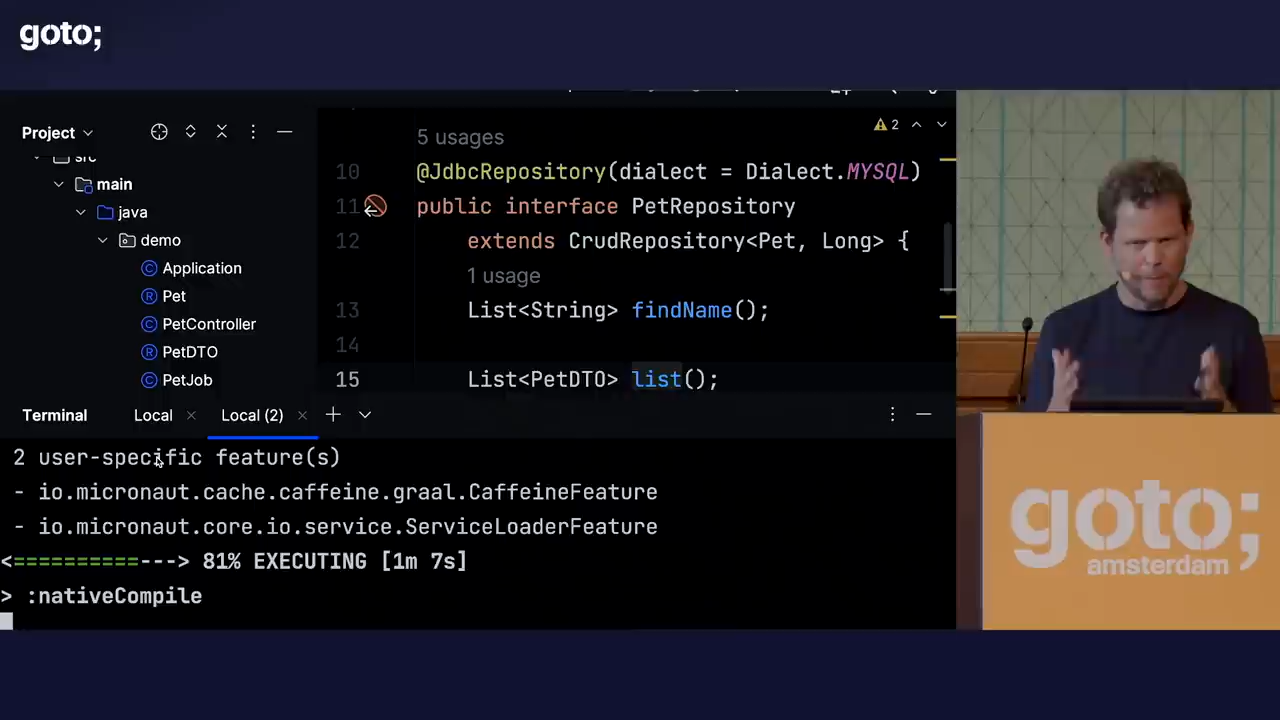 goto;
Project
src
main
java
demo
Application
Pet
PetController
PetDTO
PetJob
2
5 usages
10 @JdbcRepository(dialect = Dialect.MYSQL)
11 public interface PetRepository
12 extends CrudRepository<Pet, Long> {
1 usage
13 List<String> findName();
14
15 List<PetDTO> list();
Terminal Local Local (2)
2 user-specific feature(s)
- io.micronaut.cache.caffeine.graal.CaffeineFeature
- io.micronaut.core.io.service.ServiceLoaderFeature
<==========---> 81% EXECUTING [1m 7s]
> :nativeCompile
goto;
amsterdam